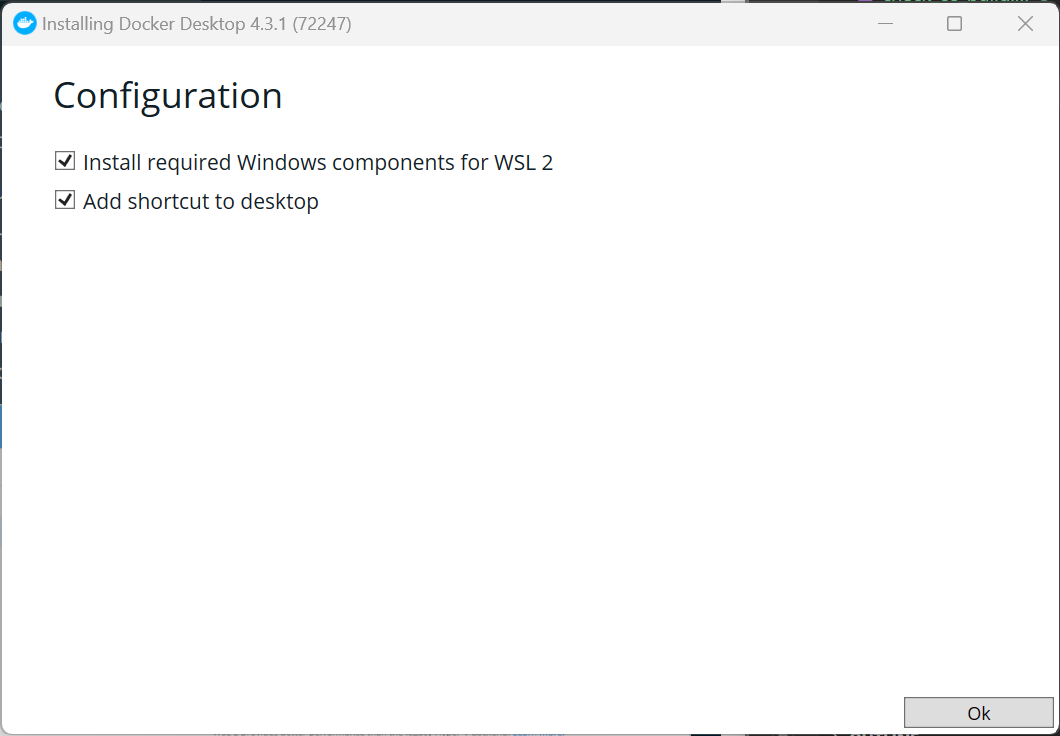 Installing Docker Desktop 4.3.1 (72247)
Configuration
Install required Windows components for WSL 2
Add shortcut to desktop
Ok